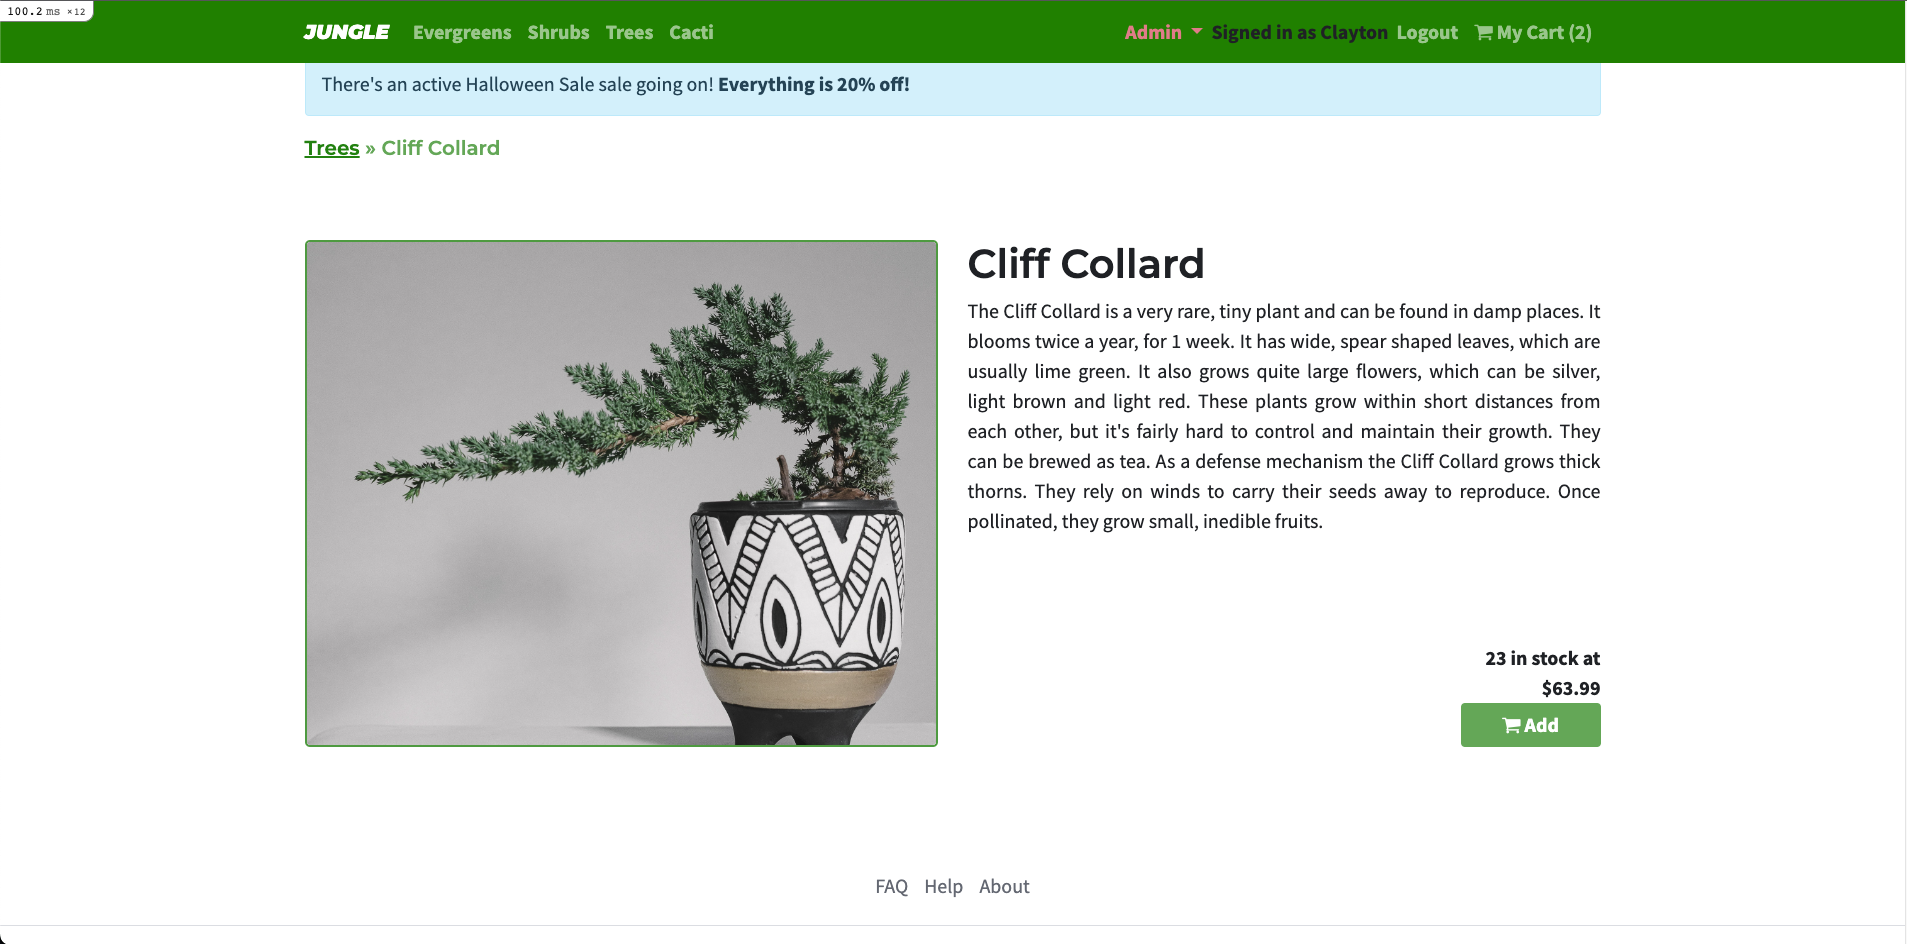 100.2 ms ×12
JUNGLE Evergreens Shrubs Trees Cacti Admin Signed in as Clayton Logout My Cart (2)
There's an active Halloween Sale sale going on! Everything is 20% off!
Trees » Cliff Collard
Cliff Collard
The Cliff Collard is a very rare, tiny plant and can be found in damp places. It
blooms twice a year, for 1 week. It has wide, spear shaped leaves, which are
usually lime green. It also grows quite large flowers, which can be silver,
light brown and light red. These plants grow within short distances from
each other, but it's fairly hard to control and maintain their growth. They
can be brewed as tea. As a defense mechanism the Cliff Collard grows thick
thorns. They rely on winds to carry their seeds away to reproduce. Once
pollinated, they grow small, inedible fruits.
23 in stock at
$63.99
Add
FAQ Help About